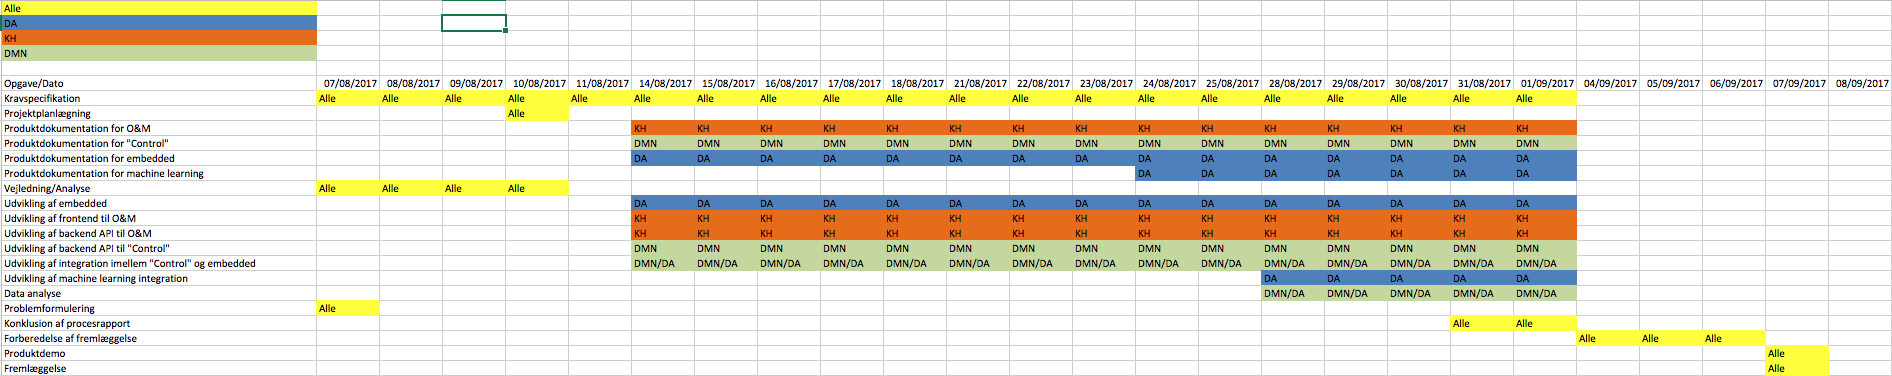 Alle
DA
KH
DMN
Opgave/Dato 07/08/2017 08/08/2017 09/08/2017 10/08/2017 11/08/2017 14/08/2017 15/08/2017 16/08/2017 17/08/2017 18/08/2017 21/08/2017 22/08/2017 23/08/2017 24/08/2017 25/08/2017 28/08/2017 29/08/2017 30/08/2017 31/08/2017 01/09/2017 04/09/2017 05/09/2017 06/09/2017 07/09/2017 08/09/2017
Kravspecifikation Alle Alle Alle Alle Alle Alle Alle Alle Alle Alle Alle Alle Alle Alle Alle Alle Alle Alle Alle Alle
Projektplanlægning Alle
Produktdokumentation for O&M KH KH KH KH KH KH KH KH KH KH KH KH KH KH KH
Produktdokumentation for "Control" DMN DMN DMN DMN DMN DMN DMN DMN DMN DMN DMN DMN DMN DMN DMN
Produktdokumentation for embedded DA DA DA DA DA DA DA DA DA DA DA DA DA DA DA
Produktdokumentation for machine learning DA DA DA DA DA DA DA
Vejledning/Analyse Alle Alle Alle Alle
Udvikling af embedded DA DA DA DA DA DA DA DA DA DA DA DA DA DA DA
Udvikling af frontend til O&M KH KH KH KH KH KH KH KH KH KH KH KH KH KH KH
Udvikling af backend API til O&M KH KH KH KH KH KH KH KH KH KH KH KH KH KH KH
Udvikling af backend API til "Control" DMN DMN DMN DMN DMN DMN DMN DMN DMN DMN DMN DMN DMN DMN DMN
Udvikling af integration imellem "Control" og embedded DMN/DA DMN/DA DMN/DA DMN/DA DMN/DA DMN/DA DMN/DA DMN/DA DMN/DA DMN/DA DMN/DA DMN/DA DMN/DA DMN/DA DMN/DA
Udvikling af machine learning integration DA DA DA DA DA
Data analyse DMN/DA DMN/DA DMN/DA DMN/DA DMN/DA
Problemformulering Alle
Konklusion af procesrapport Alle Alle
Forberedelse af fremlæggelse Alle Alle Alle
Produktdemo Alle
Fremlæggelse Alle